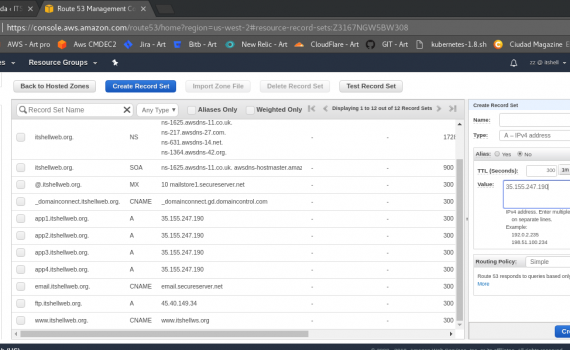 da › IT
Route 53 Management Co
https://console.aws.amazon.com/route53/home?region=us-west-2#resource-record-sets:Z3167NGW5BW308
AWS - Art pro
Aws CMDEC2
Jira - Art
Bitb - Art
New Relic - Art
CloudFlare - Art
GIT - Art
kubernetes-1.8.sh
Ciudad Magazine
Resource Groups
zz @ itshell
Back to Hosted Zones
Create Record Set
Import Zone File
Delete Record Set
Test Record Set
Record Set Name
Any Type
Aliases Only
Weighted Only
Displaying 1 to 12 out of 12 Record Sets
ns-1625.awsdns-11.co.uk.
ns-217.awsdns-27.com.
itshellweb.org. NS - - 1728
ns-631.awsdns-14.net.
ns-1364.awsdns-42.org.
itshellweb.org. SOA ns-1625.awsdns-11.co.uk. awsdns-hostmaster.amaz - - 900
@.itshellweb.org. MX 10 mailstore1.secureserver.net - - 300
_domainconnect.itshellweb.org. CNAME _domainconnect.gd.domaincontrol.com - - 300
app1.itshellweb.org. A 35.155.247.190 - - 300
app2.itshellweb.org. A 35.155.247.190 - - 300
app3.itshellweb.org. A 35.155.247.190 - - 300
app4.itshellweb.org. A 35.155.247.190 - - 300
email.itshellweb.org. CNAME email.secureserver.net - - 300
ftp.itshellweb.org. A 45.40.149.34 - - 300
www.itshellweb.org. CNAME www.itshellws.org - - 300
Create Record Set
Name:
Type: A – IPv4 address
Alias: Yes No
TTL (Seconds): 300 1m
Value: 35.155.247.190
IPv4 address. Enter multiple
on separate lines.
Example:
192.0.2.235
198.51.100.234
Routing Policy: Simple
Route 53 responds to queries based only
More
Cre